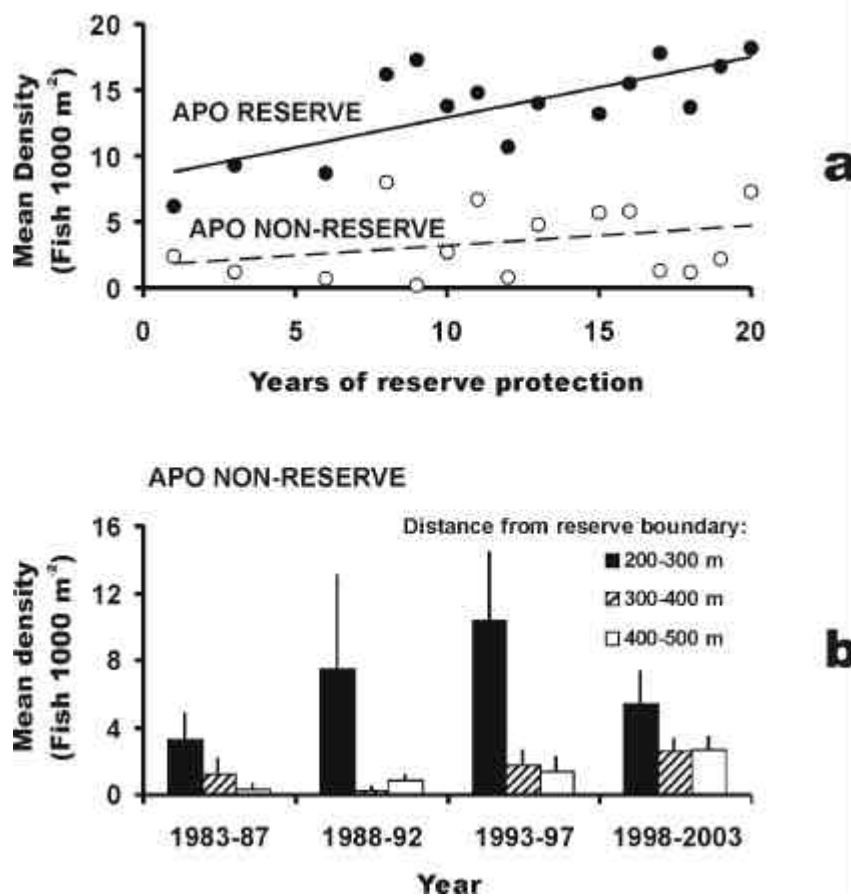 20
15
10
5
0
Mean Density
(Fish 1000 m⁻²)
APO RESERVE
APO NON-RESERVE
a
0 5 10 15 20
Years of reserve protection
APO NON-RESERVE
16
12
8
4
0
Mean density
(Fish 1000 m⁻²)
Distance from reserve boundary:
200-300 m
300-400 m
400-500 m
b
1983-87 1988-92 1993-97 1998-2003
Year